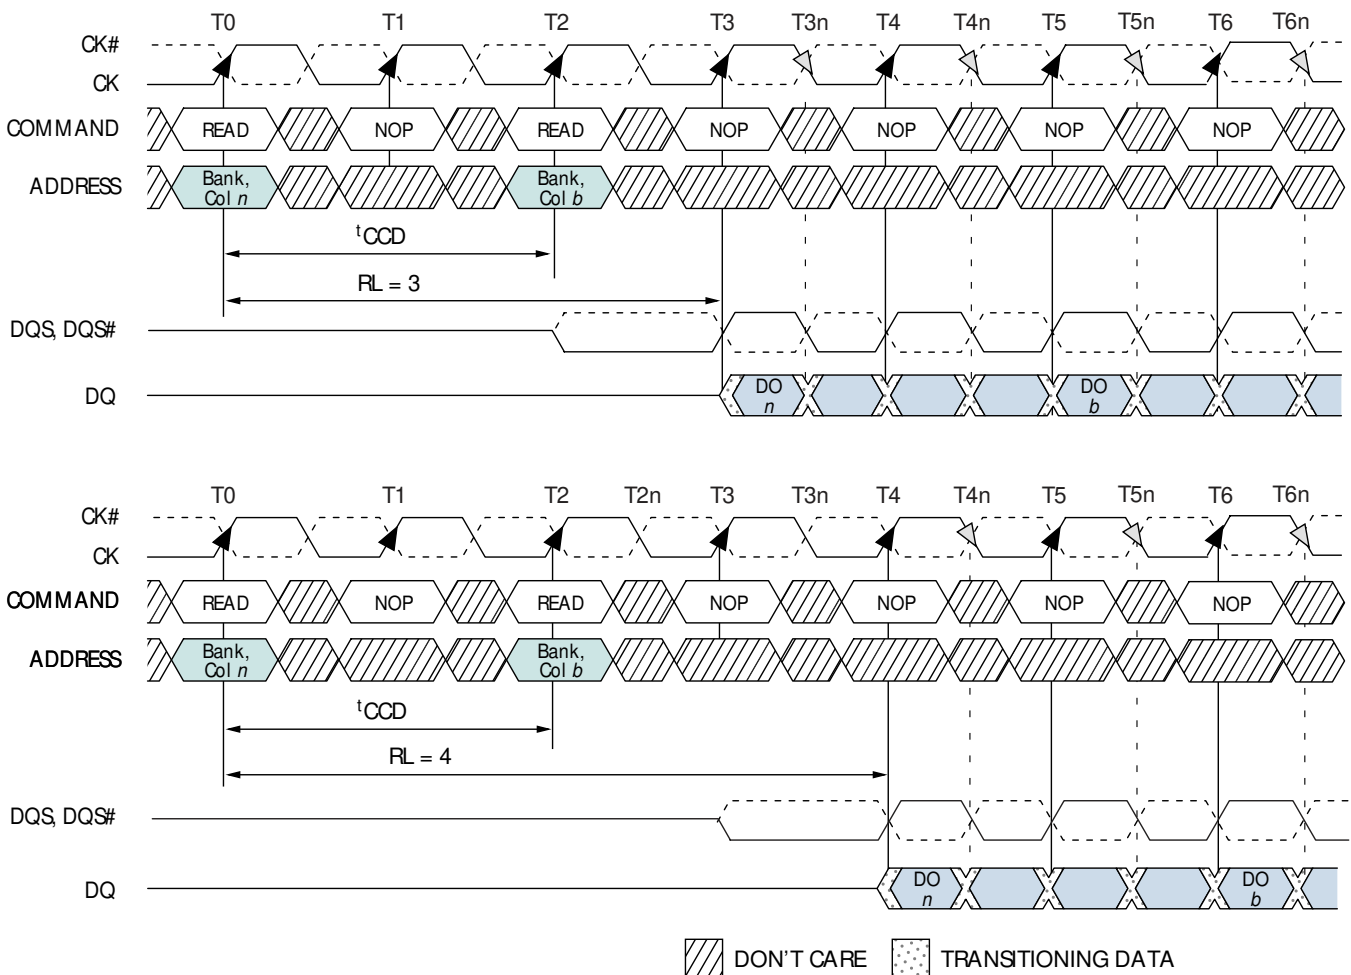 T0 T1 T2 T3 T3n T4 T4n T5 T5n T6 T6n
CK#
CK
COMMAND READ NOP READ NOP NOP NOP NOP
ADDRESS Bank, Col n Bank, Col b
tCCD
RL = 3
DQS, DQS#
DQ DO n DO b
T0 T1 T2 T2n T3 T3n T4 T4n T5 T5n T6 T6n
CK#
CK
COMMAND READ NOP READ NOP NOP NOP NOP
ADDRESS Bank, Col n Bank, Col b
tCCD
RL = 4
DQS, DQS#
DQ DO n DO b
DON'T CARE TRANSITIONING DATA